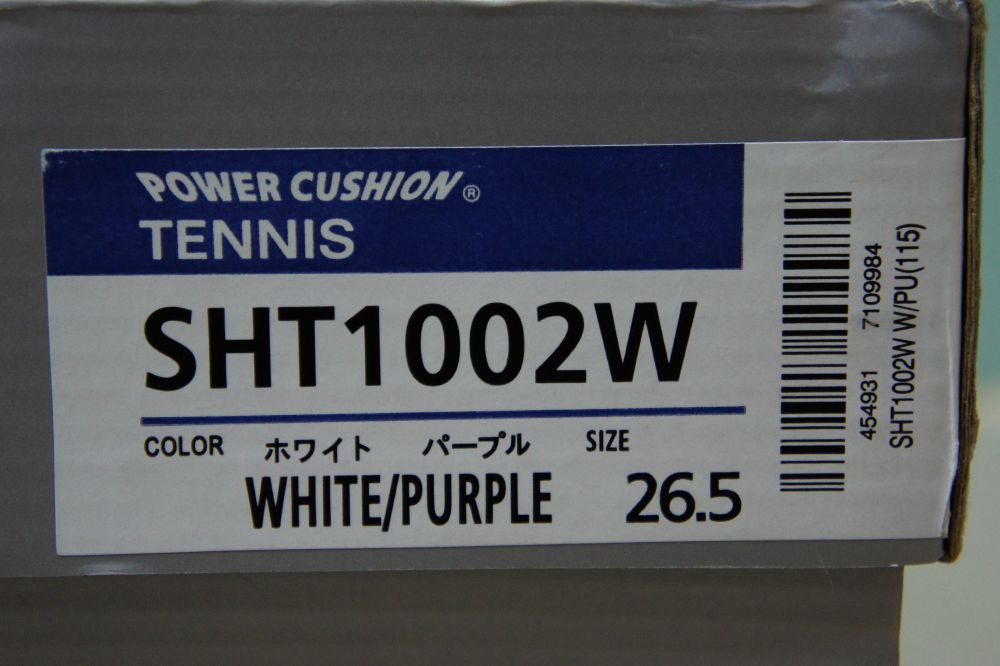 POWER CUSHION®
TENNIS
SHT1002W
COLOR ホワイト パープル SIZE
WHITE/PURPLE 26.5
454931 7109984
SHT1002W W/PU(115)